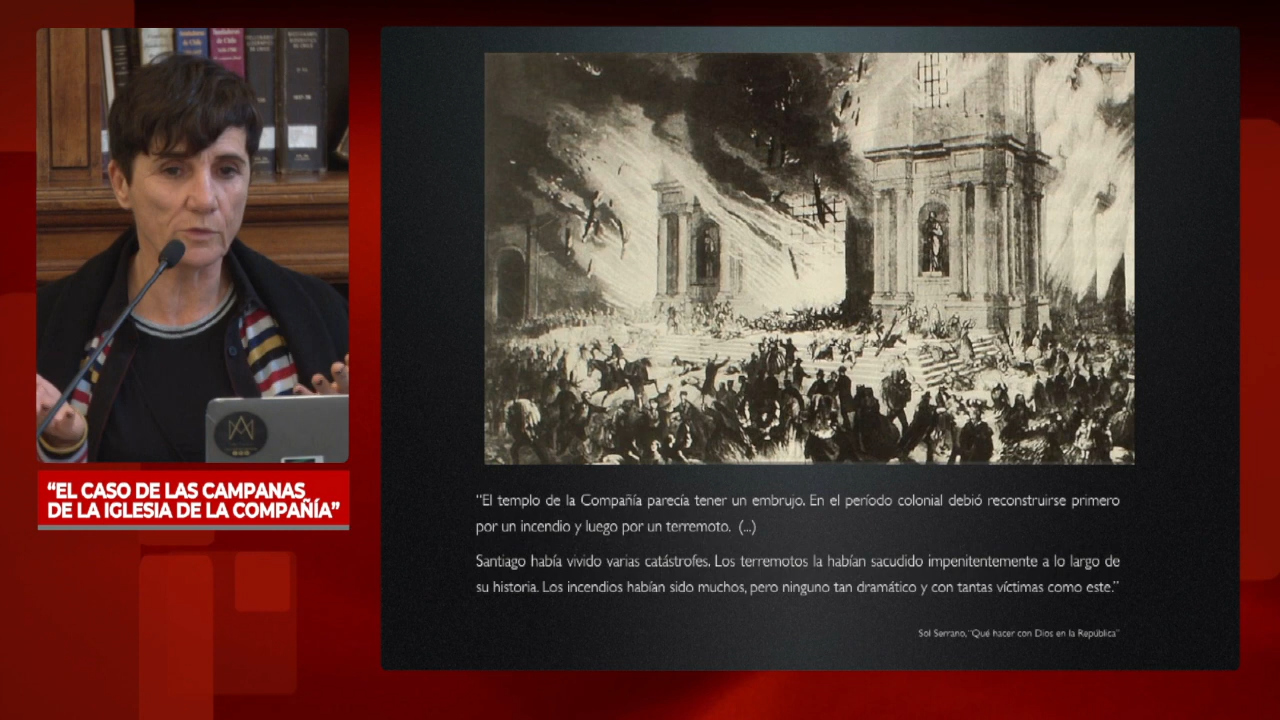 “EL CASO DE LAS CAMPANAS
DE LA IGLESIA DE LA COMPAÑÍA”
“El templo de la Compañía parecía tener un embrujo. En el período colonial debió reconstruirse primero
por un incendio y luego por un terremoto. (...)
Santiago había vivido varias catástrofes. Los terremotos la habían sacudido impenitentemente a lo largo de
su historia. Los incendios habían sido muchos, pero ninguno tan dramático y con tantas víctimas como este.”
Sol Serrano, “Qué hacer con Dios en la República”